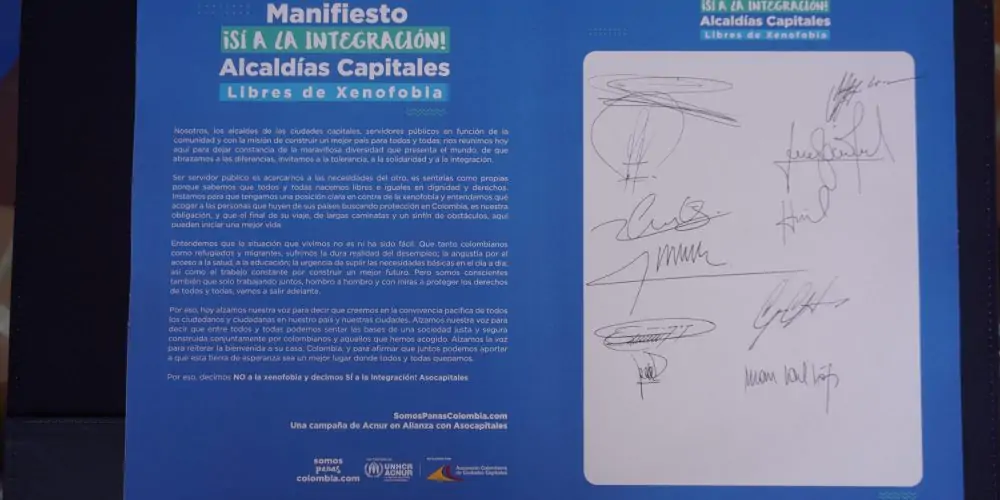 Manifiesto
¡SÍ A LA INTEGRACIÓN!
Alcaldías Capitales
Libres de Xenofobia
Nosotros, los alcaldes de las ciudades capitales, servidores públicos en función de la
comunidad y con la misión de construir un mejor país para todos y todas, nos reunimos hoy
aquí para dejar constancia de la maravillosa diversidad que presenta el mundo, de que
abrazamos a las diferencias, invitamos a la tolerancia, a la solidaridad y a la integración.
Ser servidor público es acercarnos a las necesidades del otro, es sentirlas como propias
porque sabemos que todos y todas nacemos libres e iguales en dignidad y derechos.
Instamos para que tengamos una posición clara en contra de la xenofobia y entendemos que
acoger a las personas que huyen de sus países buscando protección en Colombia, es nuestra
obligación, y que el final de su viaje, de largas caminatas y un sinfín de obstáculos, aquí
pueden iniciar una mejor vida.
Entendemos que la situación que vivimos no es ni ha sido fácil. Que tanto colombianos
como refugiados y migrantes, sufrimos la dura realidad del desempleo; la angustia por el
acceso a la salud, a la educación; la urgencia de suplir las necesidades básicas en el día a día;
así como el trabajo constante por construir un mejor futuro. Pero somos conscientes
también que solo trabajando juntos, hombro a hombro y con miras a proteger los derechos
de todos y todas, vamos a salir adelante.
Por eso, hoy alzamos nuestra voz para decir que creemos en la convivencia pacífica de todos
los ciudadanos y ciudadanas en nuestro país y nuestras ciudades. Alzamos nuestra voz para
decir que entre todos y todas podemos sentar las bases de una sociedad justa y segura
construida conjuntamente por colombianos y aquellos que hemos acogido. Alzamos la voz
para reiterar la bienvenida a su casa, Colombia, y para afirmar que juntos podemos aportar
a que esta tierra de esperanza sea un mejor lugar donde todos y todas quepamos.
Por eso, decimos NO a la xenofobia y decimos SÍ a la Integración! Asocapitales
SomosPanasColombia.com
Una campaña de Acnur en Alianza con Asocapitales
somos
panas
colombia.com
UNHCR
ACNUR
Asociación Colombiana
de Ciudades Capitales
¡SÍ A LA INTEGRACIÓN!
Alcaldías Capitales
Libres de Xenofobia